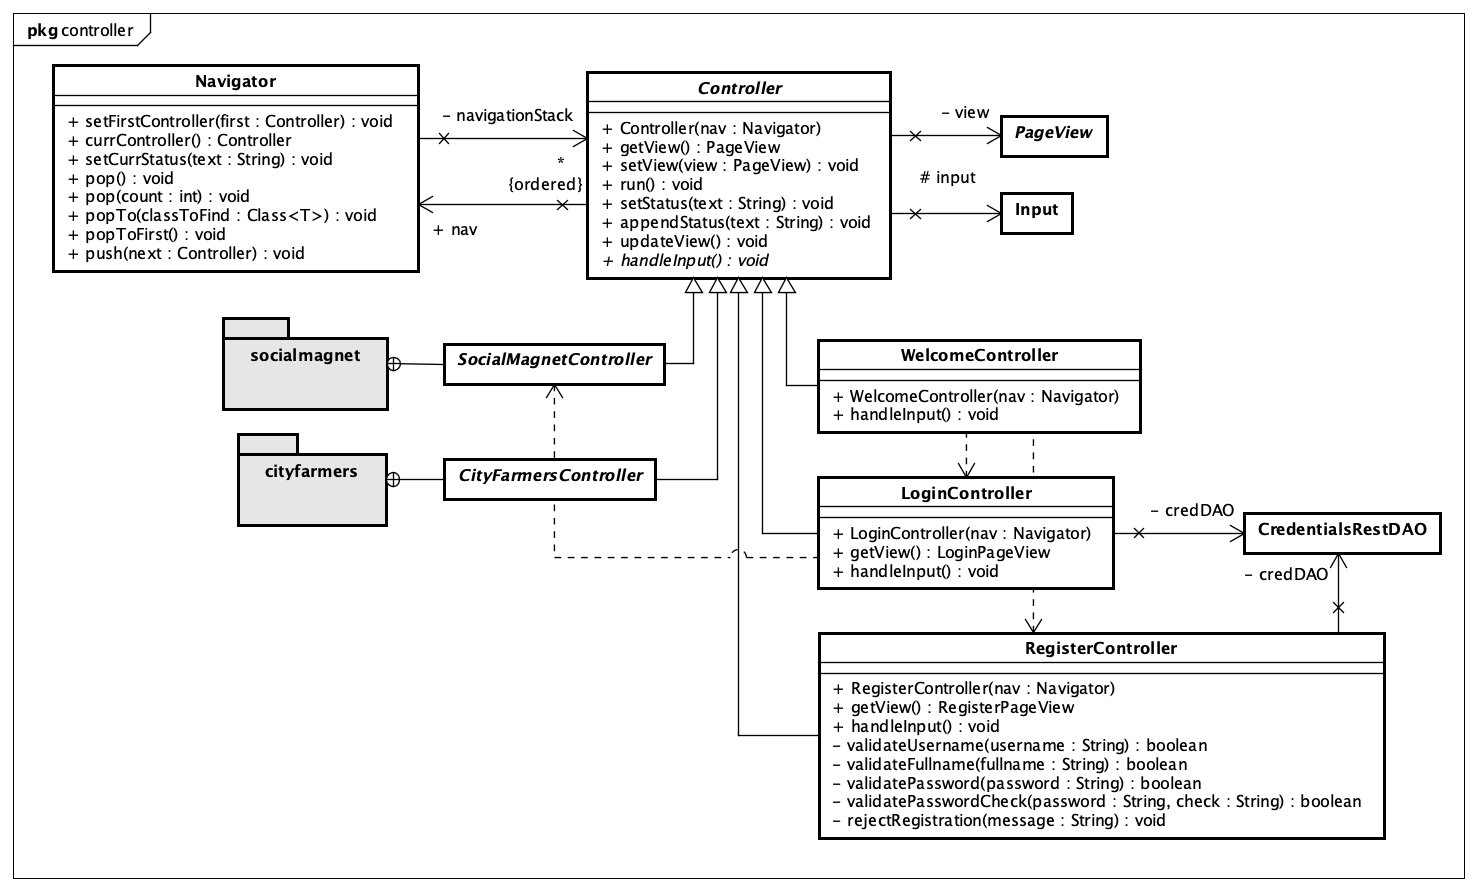 pkg controller
Navigator
+ setFirstController(first : Controller) : void
+ currController() : Controller
+ setCurrStatus(text : String) : void
+ pop() : void
+ pop(count : int) : void
+ popTo(classToFind : Class<T>) : void
+ popToFirst() : void
+ push(next : Controller) : void
- navigationStack
*
{ordered}
+ nav
Controller
+ Controller(nav : Navigator)
+ getView() : PageView
+ setView(view : PageView) : void
+ run() : void
+ setStatus(text : String) : void
+ appendStatus(text : String) : void
+ updateView() : void
+ handleInput() : void
- view
PageView
# input
Input
socialmagnet
SocialMagnetController
cityfarmers
CityFarmersController
WelcomeController
+ WelcomeController(nav : Navigator)
+ handleInput() : void
LoginController
+ LoginController(nav : Navigator)
+ getView() : LoginPageView
+ handleInput() : void
- credDAO
CredentialsRestDAO
- credDAO
RegisterController
+ RegisterController(nav : Navigator)
+ getView() : RegisterPageView
+ handleInput() : void
- validateUsername(username : String) : boolean
- validateFullname(fullname : String) : boolean
- validatePassword(password : String) : boolean
- validatePasswordCheck(password : String, check : String) : boolean
- rejectRegistration(message : String) : void